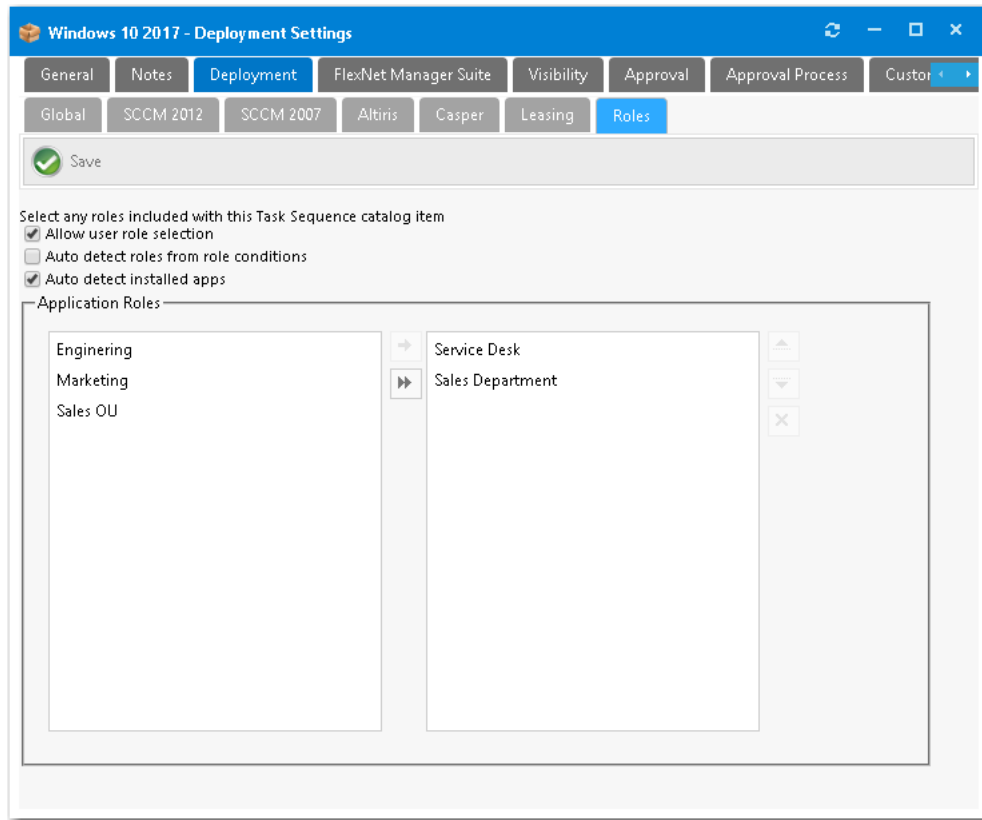 Windows 10 2017 - Deployment Settings
General Notes Deployment FlexNet Manager Suite Visibility Approval Approval Process Custor
Global SCCM 2012 SCCM 2007 Altiris Casper Leasing Roles
Save
Select any roles included with this Task Sequence catalog item
Allow user role selection
Auto detect roles from role conditions
Auto detect installed apps
Application Roles
Enginering Service Desk
Marketing Sales Department
Sales OU